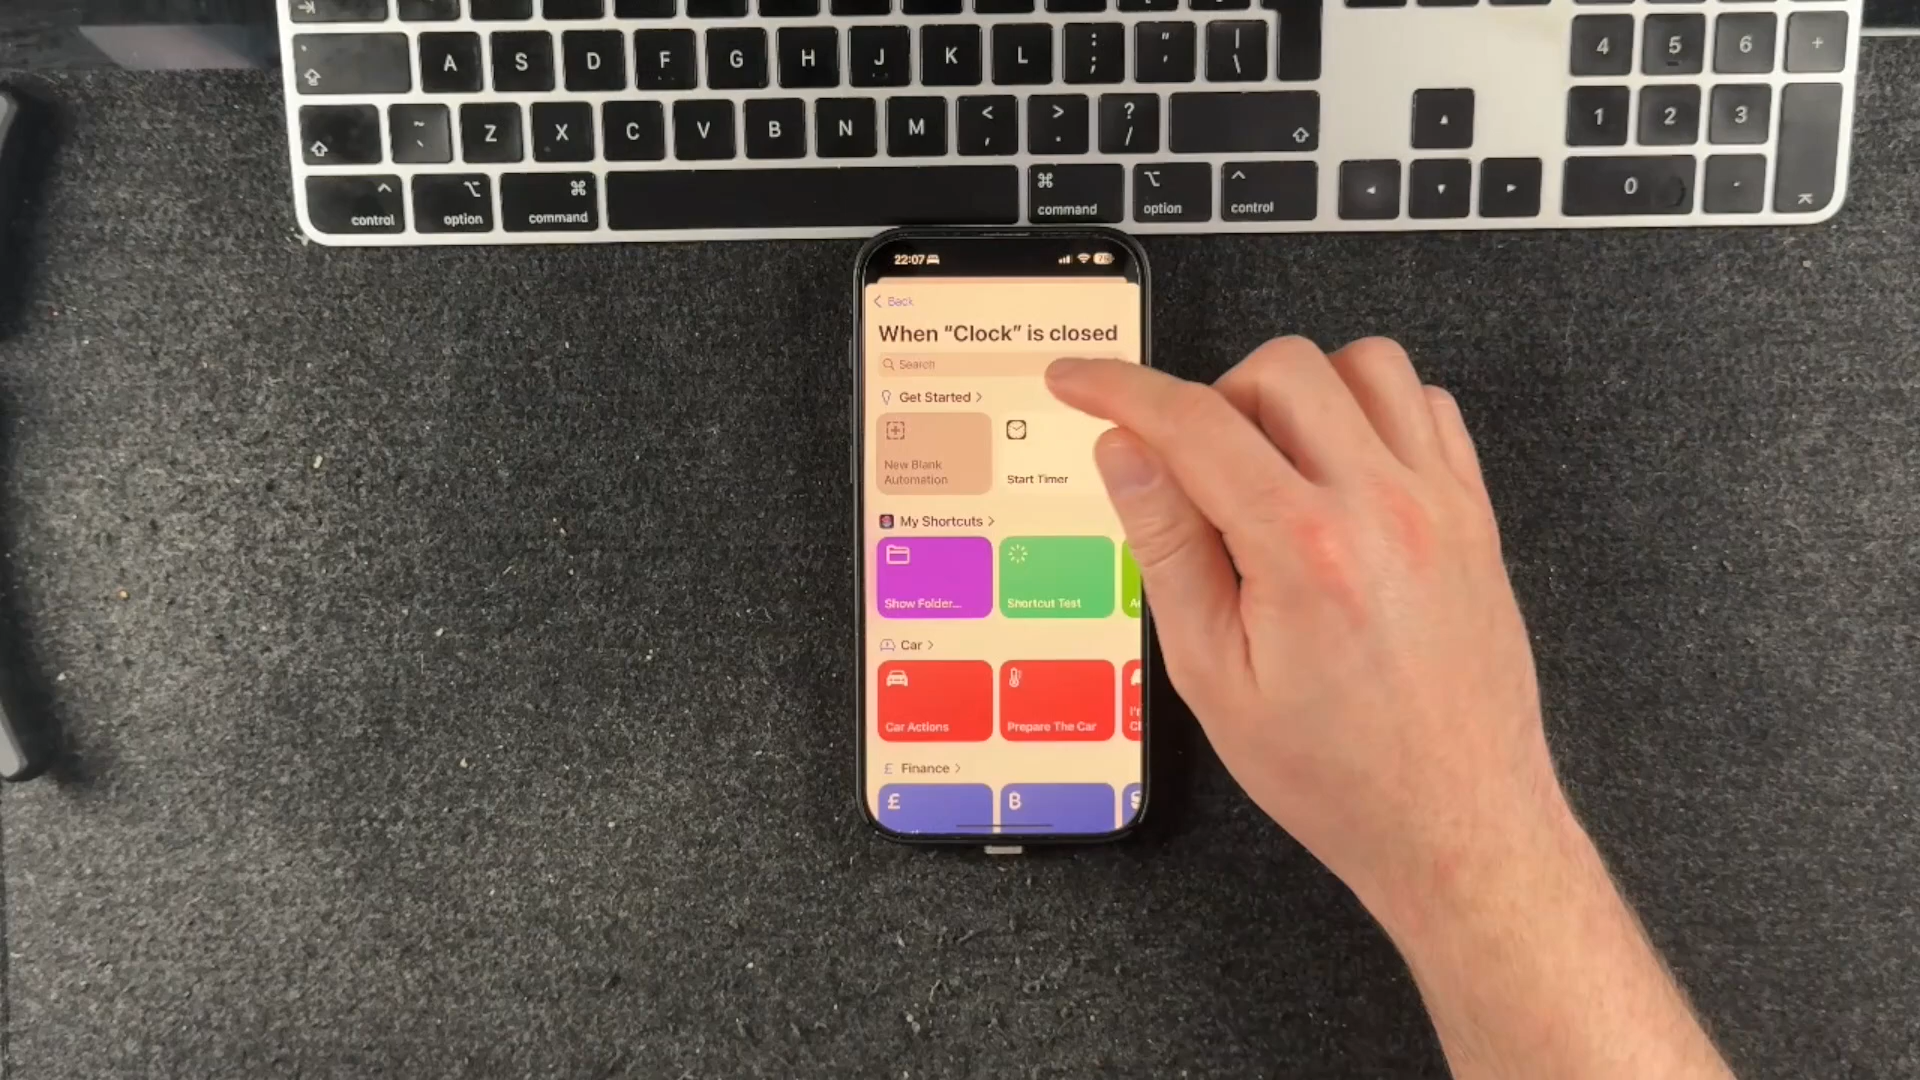 A S D F G H J K L : ; " ' | \
4 5 6 +
~ ` Z X C V B N M < , > . ? /
1 2 3
control option command command option control
0 .
22:07
Back
When "Clock" is closed
Search
Get Started >
New Blank
Automation
Start Timer
My Shortcuts >
Show Folder...
Shortcut Test
Car >
Car Actions
Prepare The Car
£ Finance >
£